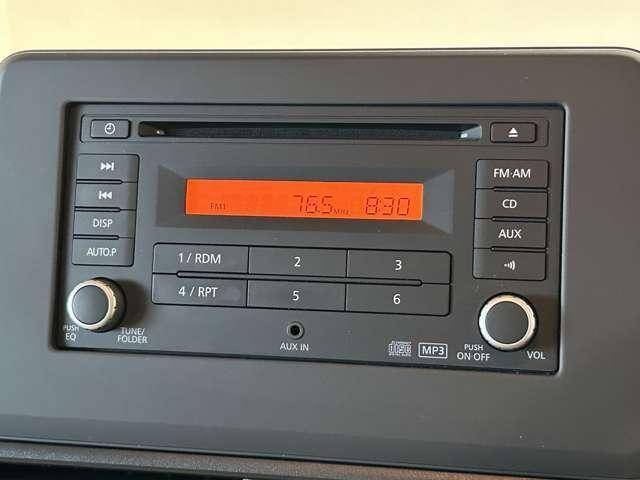 FM1 76.5 MHz 8:30
DISP
AUTO.P
1 / RDM
2
3
4 / RPT
5
6
FM·AM
CD
AUX
PUSH
EQ
TUNE/
FOLDER
AUX IN
MP3
PUSH
ON·OFF
VOL